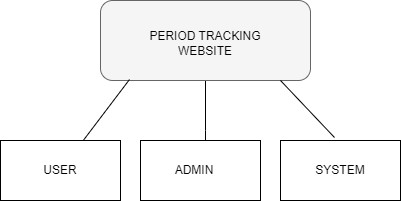 PERIOD TRACKING
WEBSITE
USER
ADMIN
SYSTEM